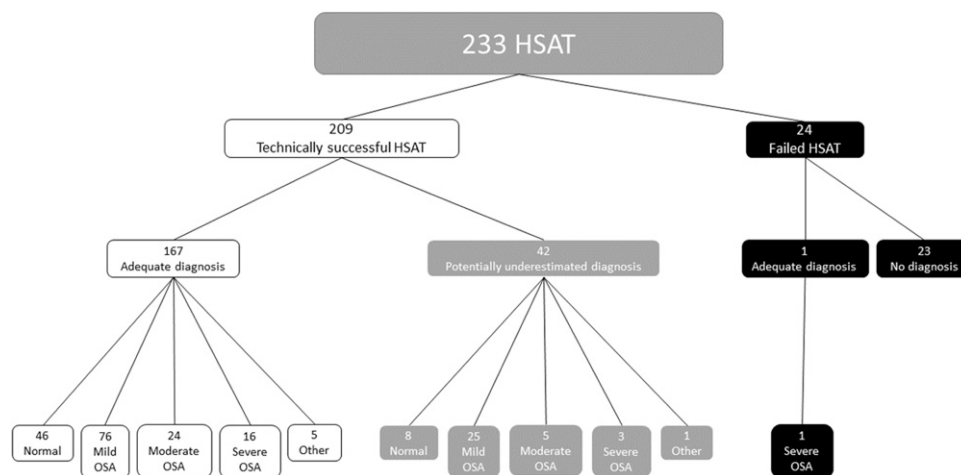 233 HSAT
209
Technically successful HSAT
24
Failed HSAT
167
Adequate diagnosis
42
Potentially underestimated diagnosis
1
Adequate diagnosis
23
No diagnosis
46
Normal
76
Mild
OSA
24
Moderate
OSA
16
Severe
OSA
5
Other
8
Normal
25
Mild
OSA
5
Moderate
OSA
3
Severe
OSA
1
Other
1
Severe
OSA